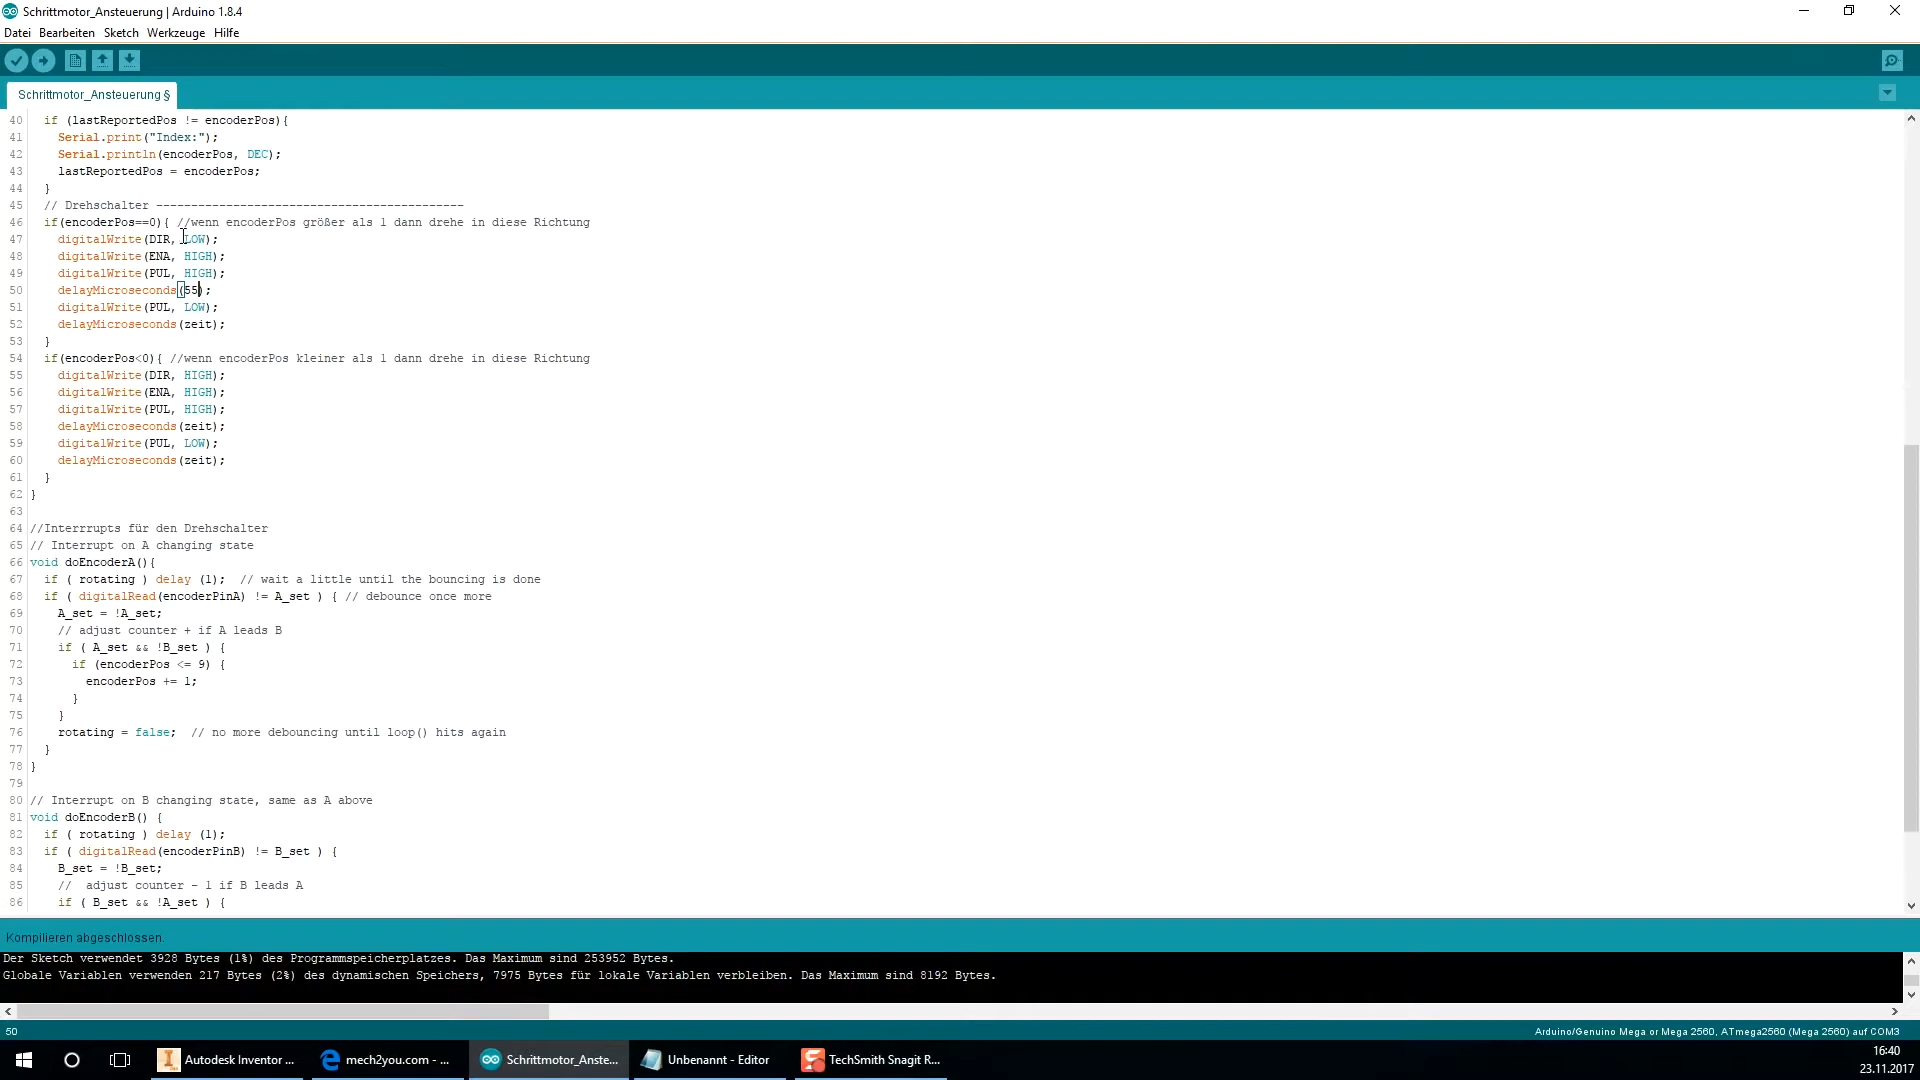 Schrittmotor_Ansteuerung | Arduino 1.8.4
Datei Bearbeiten Sketch Werkzeuge Hilfe
Schrittmotor_Ansteuerung §
40 if (lastReportedPos != encoderPos){
41 Serial.print("Index:");
42 Serial.println(encoderPos, DEC);
43 lastReportedPos = encoderPos;
44 }
45 // Drehschalter --------------------------------------------
46 if(encoderPos==0){ //wenn encoderPos größer als 1 dann drehe in diese Richtung
47 digitalWrite(DIR, LOW);
48 digitalWrite(ENA, HIGH);
49 digitalWrite(PUL, HIGH);
50 delayMicroseconds(55);
51 digitalWrite(PUL, LOW);
52 delayMicroseconds(zeit);
53 }
54 if(encoderPos<0){ //wenn encoderPos kleiner als 1 dann drehe in diese Richtung
55 digitalWrite(DIR, HIGH);
56 digitalWrite(ENA, HIGH);
57 digitalWrite(PUL, HIGH);
58 delayMicroseconds(zeit);
59 digitalWrite(PUL, LOW);
60 delayMicroseconds(zeit);
61 }
62 }
63
64 //Interrrupts für den Drehschalter
65 // Interrupt on A changing state
66 void doEncoderA(){
67 if ( rotating ) delay (1);  // wait a little until the bouncing is done
68 if ( digitalRead(encoderPinA) != A_set ) { // debounce once more
69 A_set = !A_set;
70 // adjust counter + if A leads B
71 if ( A_set && !B_set ) {
72 if (encoderPos <= 9) {
73 encoderPos += 1;
74 }
75 }
76 rotating = false;  // no more debouncing until loop() hits again
77 }
78 }
79
80 // Interrupt on B changing state, same as A above
81 void doEncoderB() {
82 if ( rotating ) delay (1);
83 if ( digitalRead(encoderPinB) != B_set ) {
84 B_set = !B_set;
85 //  adjust counter - 1 if B leads A
86 if ( B_set && !A_set ) {
Kompilieren abgeschlossen.
Der Sketch verwendet 3928 Bytes (1%) des Programmspeicherplatzes. Das Maximum sind 253952 Bytes.
Globale Variablen verwenden 217 Bytes (2%) des dynamischen Speichers, 7975 Bytes für lokale Variablen verbleiben. Das Maximum sind 8192 Bytes.
50 Arduino/Genuino Mega or Mega 2560, ATmega2560 (Mega 2560) auf COM3
Autodesk Inventor ... mech2you.com - ... Schrittmotor_Anste... Unbenannt - Editor TechSmith Snagit R... 16:40
23.11.2017